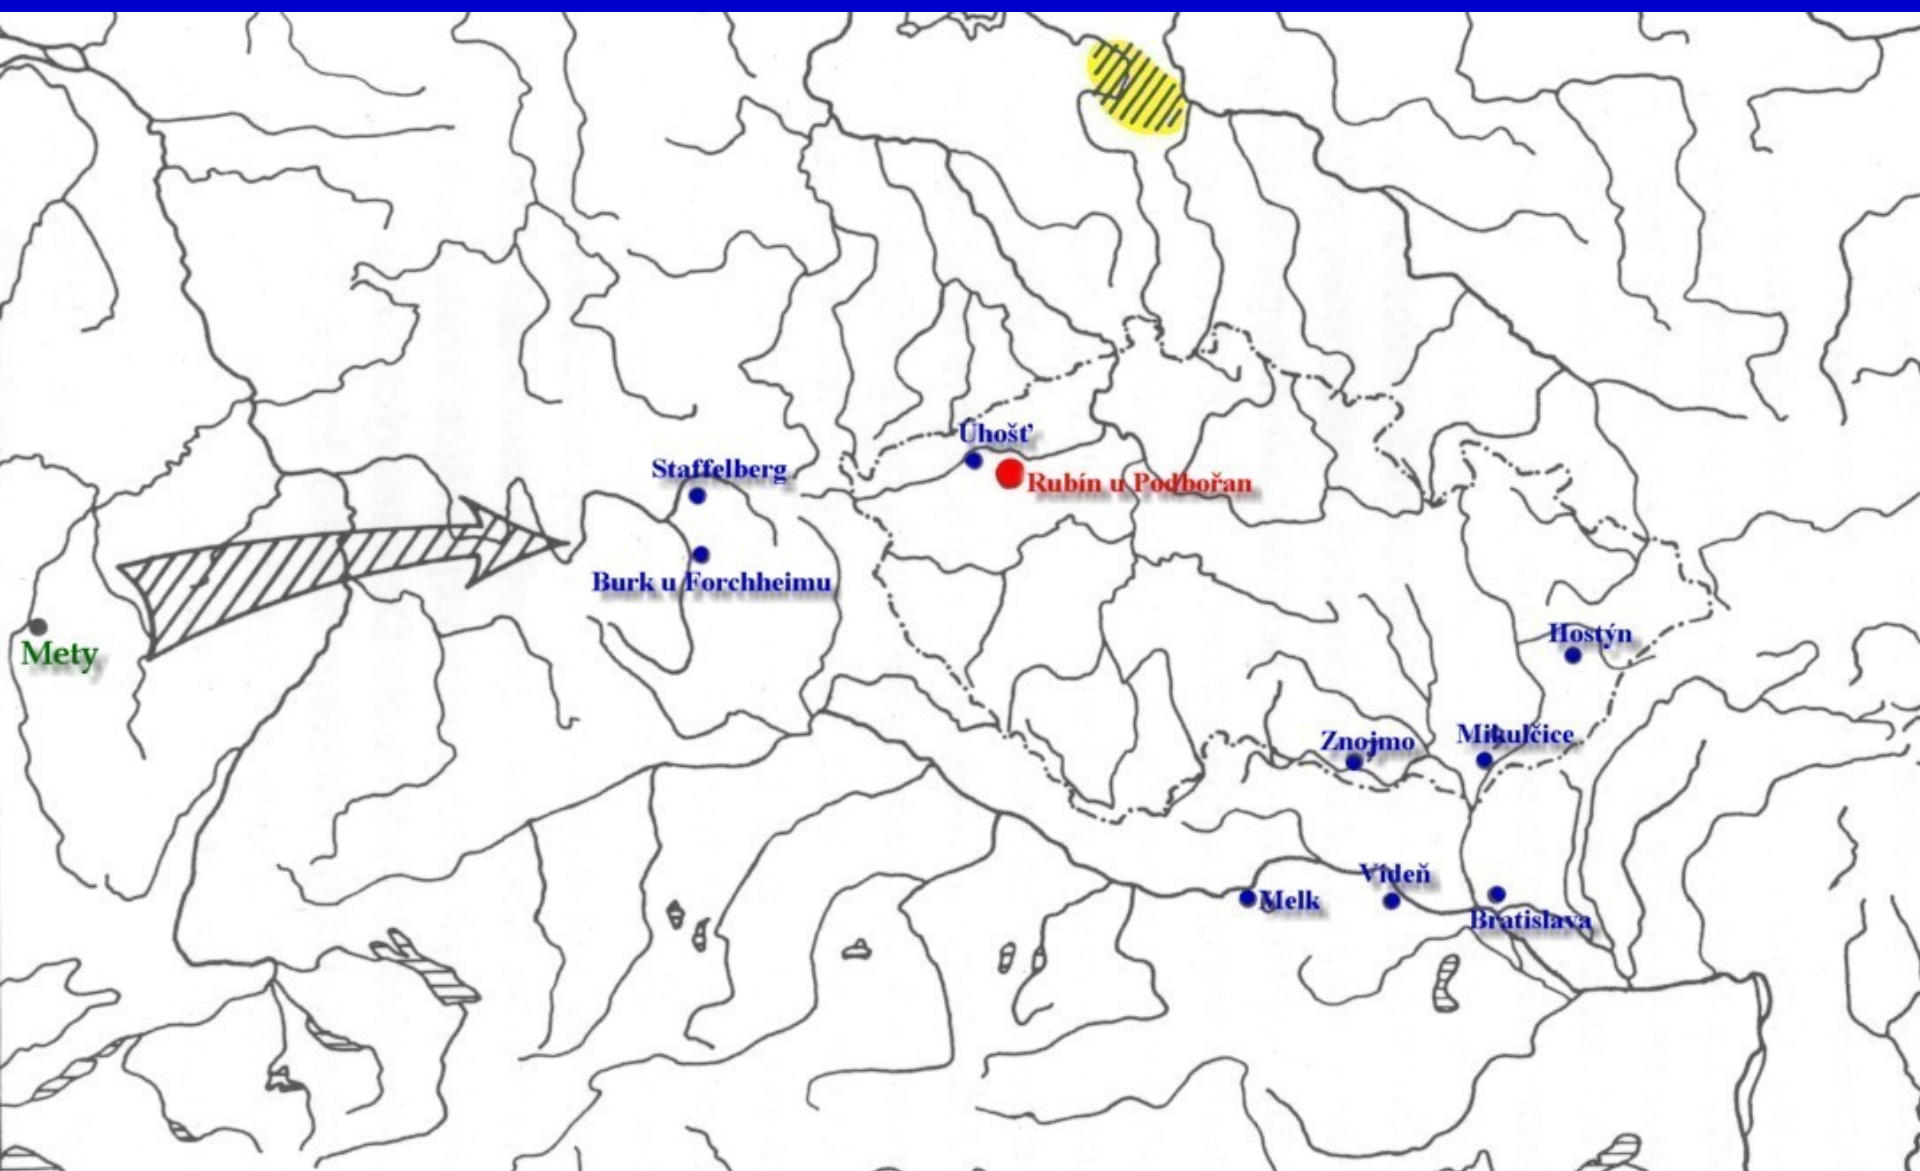 Úhošť
Staffelberg
Rubín u Podbořan
Burk u Forchheimu
Mety
Hostýn
Znojmo
Mikulčice
Melk
Vídeň
Bratislava